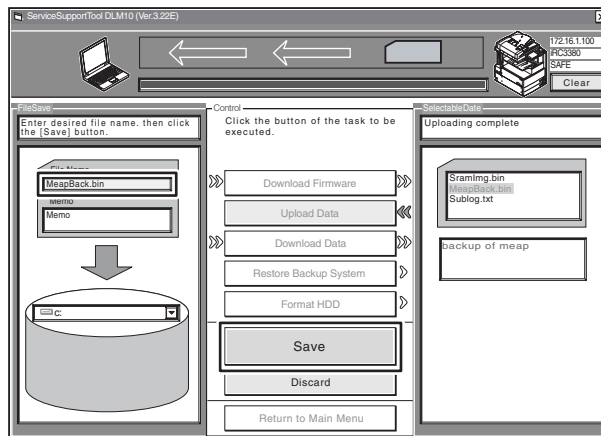 ServiceSupportTool DLM10 (Ver.3.22E)
172.16.1.100
iRC3380
SAFE
Clear
FileSave
Enter desired file name. then click
the [Save] button.
File Name
MeapBack.bin
Memo
Memo
C:
Control
Click the button of the task to be
executed.
Download Firmware
Upload Data
Download Data
Restore Backup System
Format HDD
Save
Discard
Return to Main Menu
SelectableDate
Uploading complete
SramImg.bin
MeapBack.bin
Sublog.txt
backup of meap